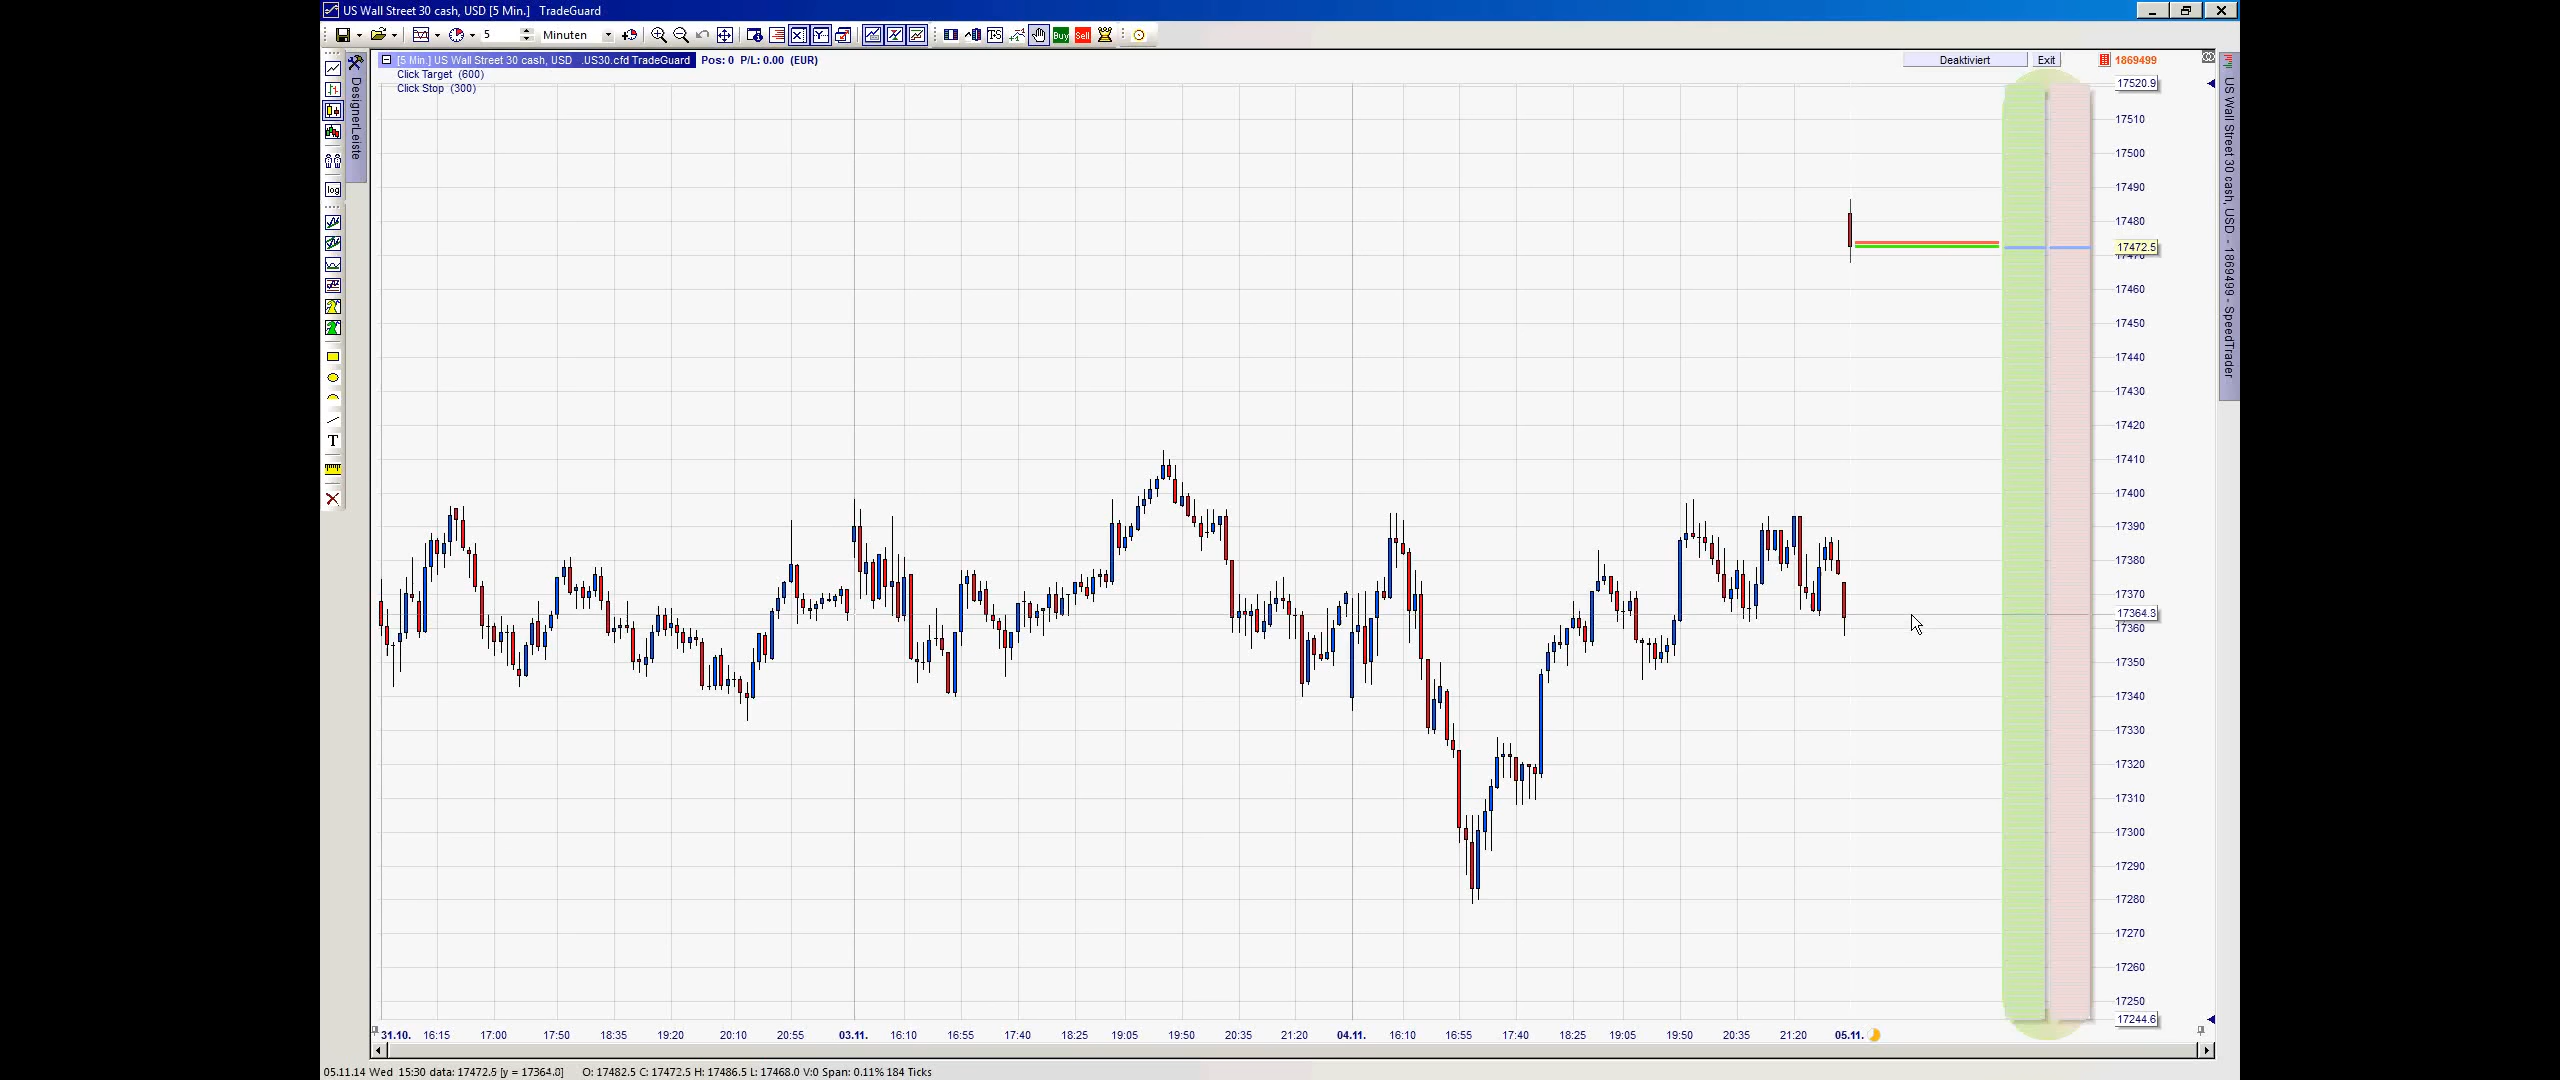 US Wall Street 30 cash, USD [5 Min.]   TradeGuard
5 Minuten Buy Sell
[5 Min.] US Wall Street 30 cash, USD   .US30.cfd TradeGuard   Pos: 0  P/L: 0.00  (EUR)   Deaktiviert   Exit   1869499
Click Target  (600)
Click Stop  (300)
DesignerLeiste
log
T
17520.9
17510
17500
17490
17480
17472.5
17470
17460
17450
17440
17430
17420
17410
17400
17390
17380
17370
17364.3
17360
17350
17340
17330
17320
17310
17300
17290
17280
17270
17260
17250
17244.6
US Wall Street 30 cash, USD - 1869499 - SpeedTrader
31.10. 16:15 17:00 17:50 18:35 19:20 20:10 20:55 03.11. 16:10 16:55 17:40 18:25 19:05 19:50 20:35 21:20 04.11. 16:10 16:55 17:40 18:25 19:05 19:50 20:35 21:20 05.11.
05.11.14 Wed  15:30 data: 17472.5 [y = 17364.0]      O: 17482.5 C: 17472.5 H: 17486.5 L: 17468.0 V:0 Span: 0.11% 184 Ticks